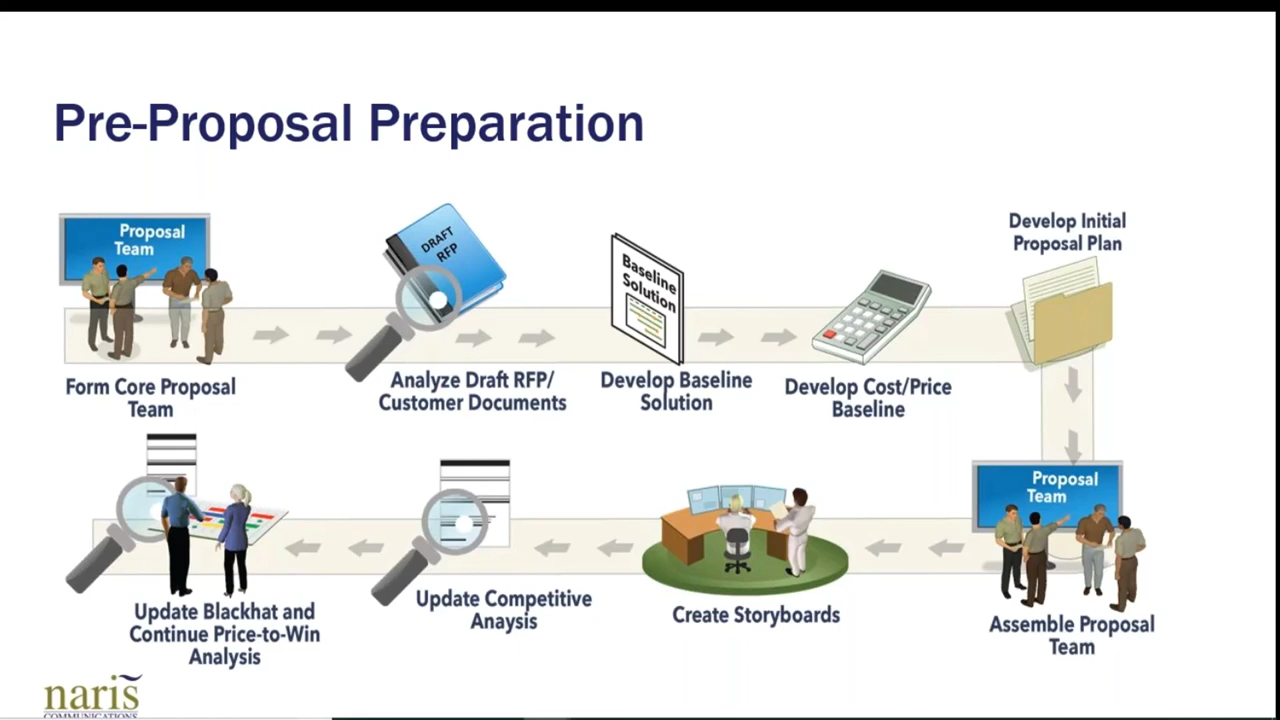 Pre-Proposal Preparation
Proposal
Team
DRAFT
RFP
Baseline
Solution
Develop Initial
Proposal Plan
Form Core Proposal
Team
Analyze Draft RFP/
Customer Documents
Develop Baseline
Solution
Develop Cost/Price
Baseline
Proposal
Team
Update Blackhat and
Continue Price-to-Win
Analysis
Update Competitive
Anaysis
Create Storyboards
Assemble Proposal
Team
naris
COMMUNICATIONS